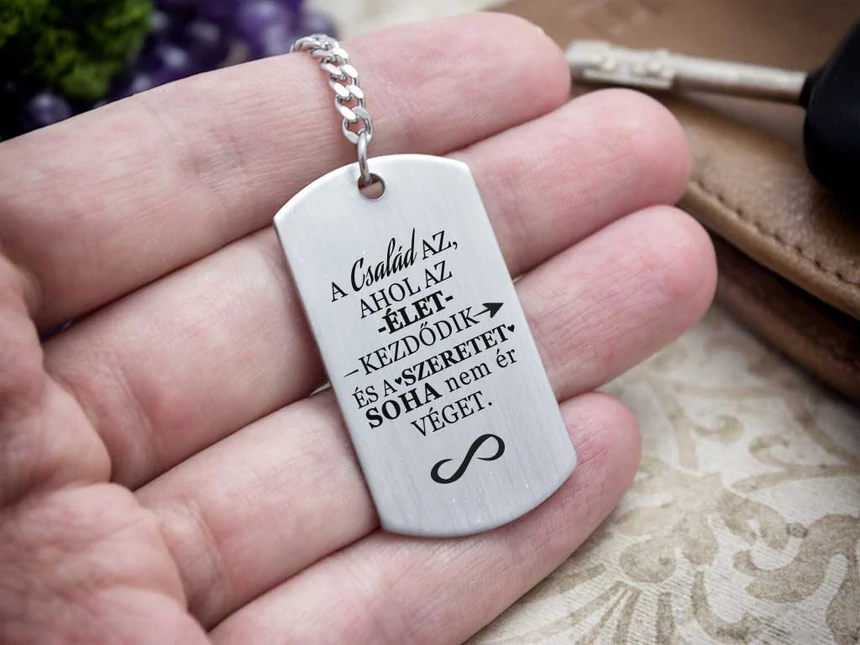 A Család AZ,
AHOL AZ
-ÉLET-
KEZDŐDIK
ÉS A♥SZERETET♥
SOHA nem ér
VÉGET.